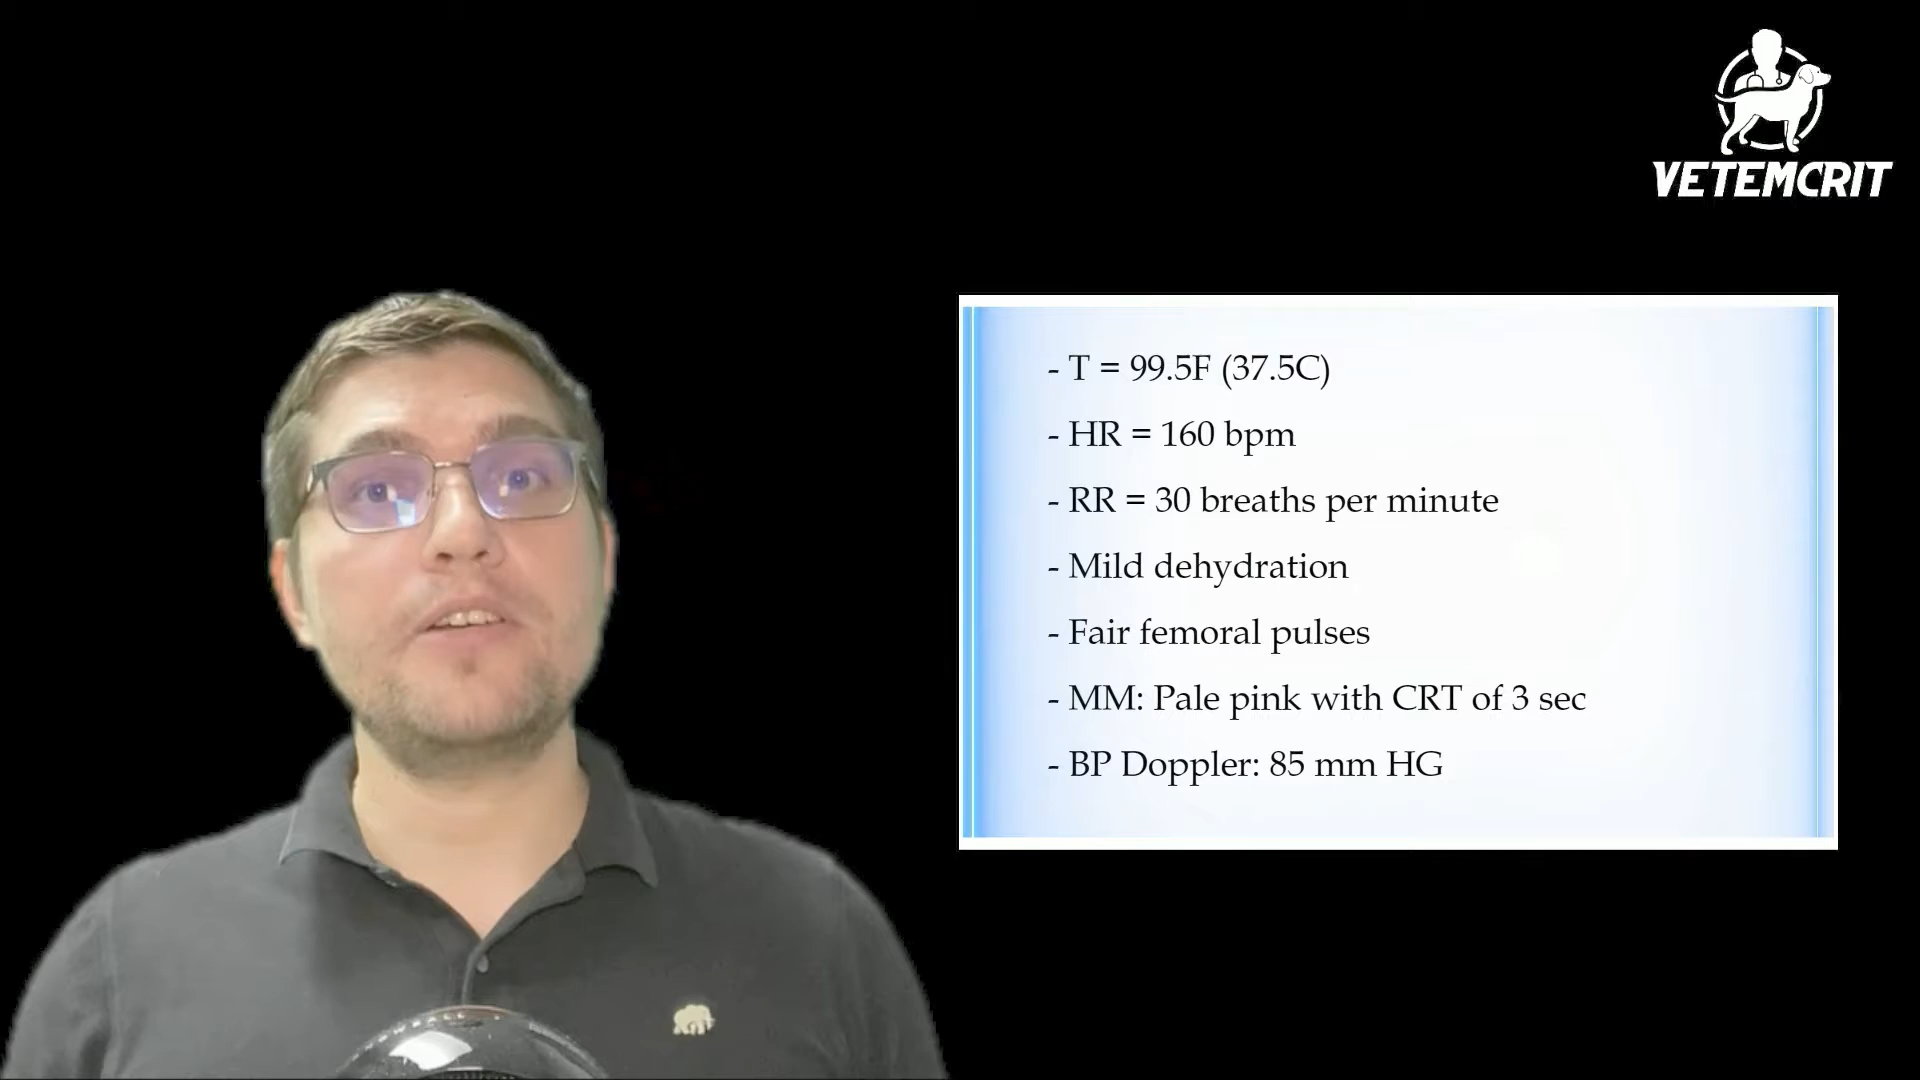 VETEMCRIT
- T = 99.5F (37.5C)
- HR = 160 bpm
- RR = 30 breaths per minute
- Mild dehydration
- Fair femoral pulses
- MM: Pale pink with CRT of 3 sec
- BP Doppler: 85 mm HG